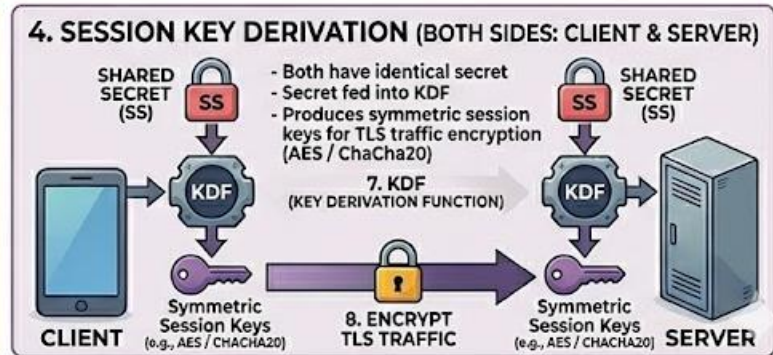 4. SESSION KEY DERIVATION (BOTH SIDES: CLIENT & SERVER)
SHARED
SECRET
(SS)
SS
- Both have identical secret
- Secret fed into KDF
- Produces symmetric session
keys for TLS traffic encryption
(AES / ChaCha20)
SS
SHARED
SECRET
(SS)
KDF
7. KDF
(KEY DERIVATION FUNCTION)
KDF
Symmetric
Session Keys
(e.g., AES / CHACHA20)
8. ENCRYPT
TLS TRAFFIC
Symmetric
Session Keys
(e.g., AES / CHACHA20)
CLIENT
SERVER